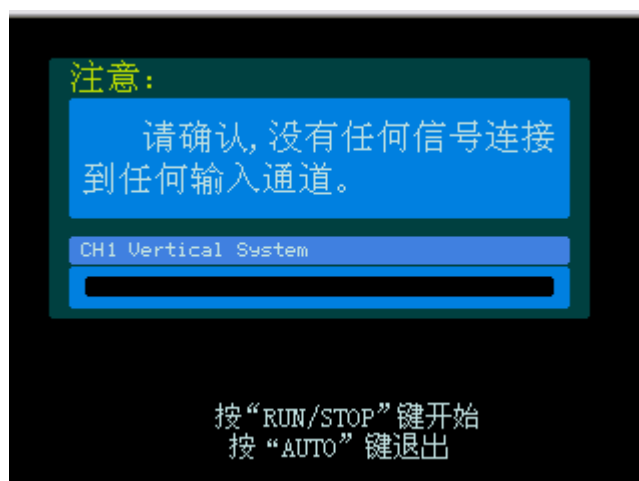 注意:
请确认,没有任何信号连接
到任何输入通道。
CH1 Vertical System
按“RUN/STOP”键开始
按“AUTO”键退出